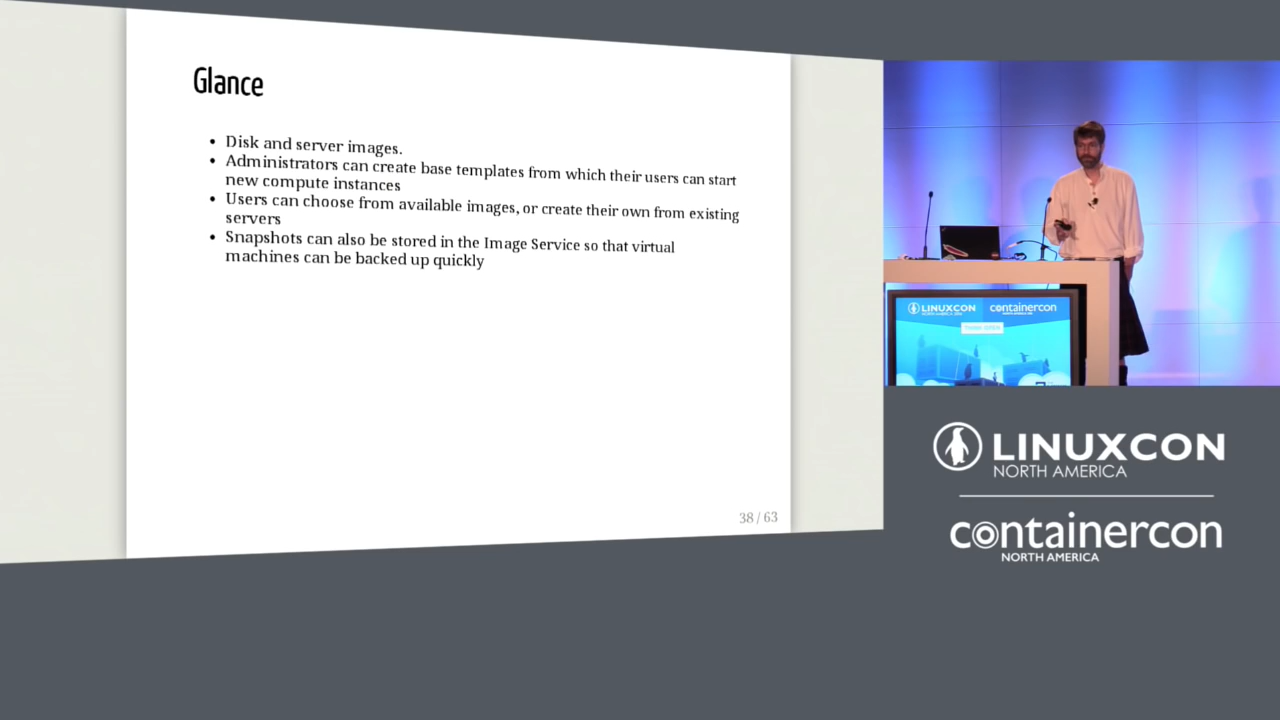 Glance
• Disk and server images.
• Administrators can create base templates from which their users can start
new compute instances
• Users can choose from available images, or create their own from existing
servers
• Snapshots can also be stored in the Image Service so that virtual
machines can be backed up quickly
38 / 63
LINUXCON
containercon
LINUXCON
NORTH AMERICA
containercon
NORTH AMERICA